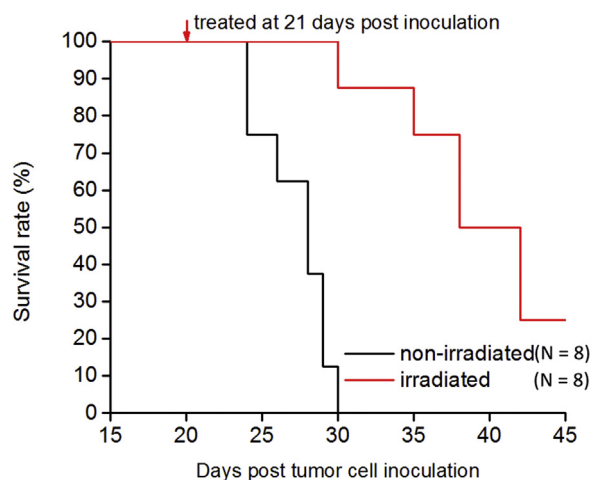 treated at 21 days post inoculation
Survival rate (%)
100
90
80
70
60
50
40
30
20
10
0
non-irradiated (N = 8)
irradiated (N = 8)
15 20 25 30 35 40 45
Days post tumor cell inoculation